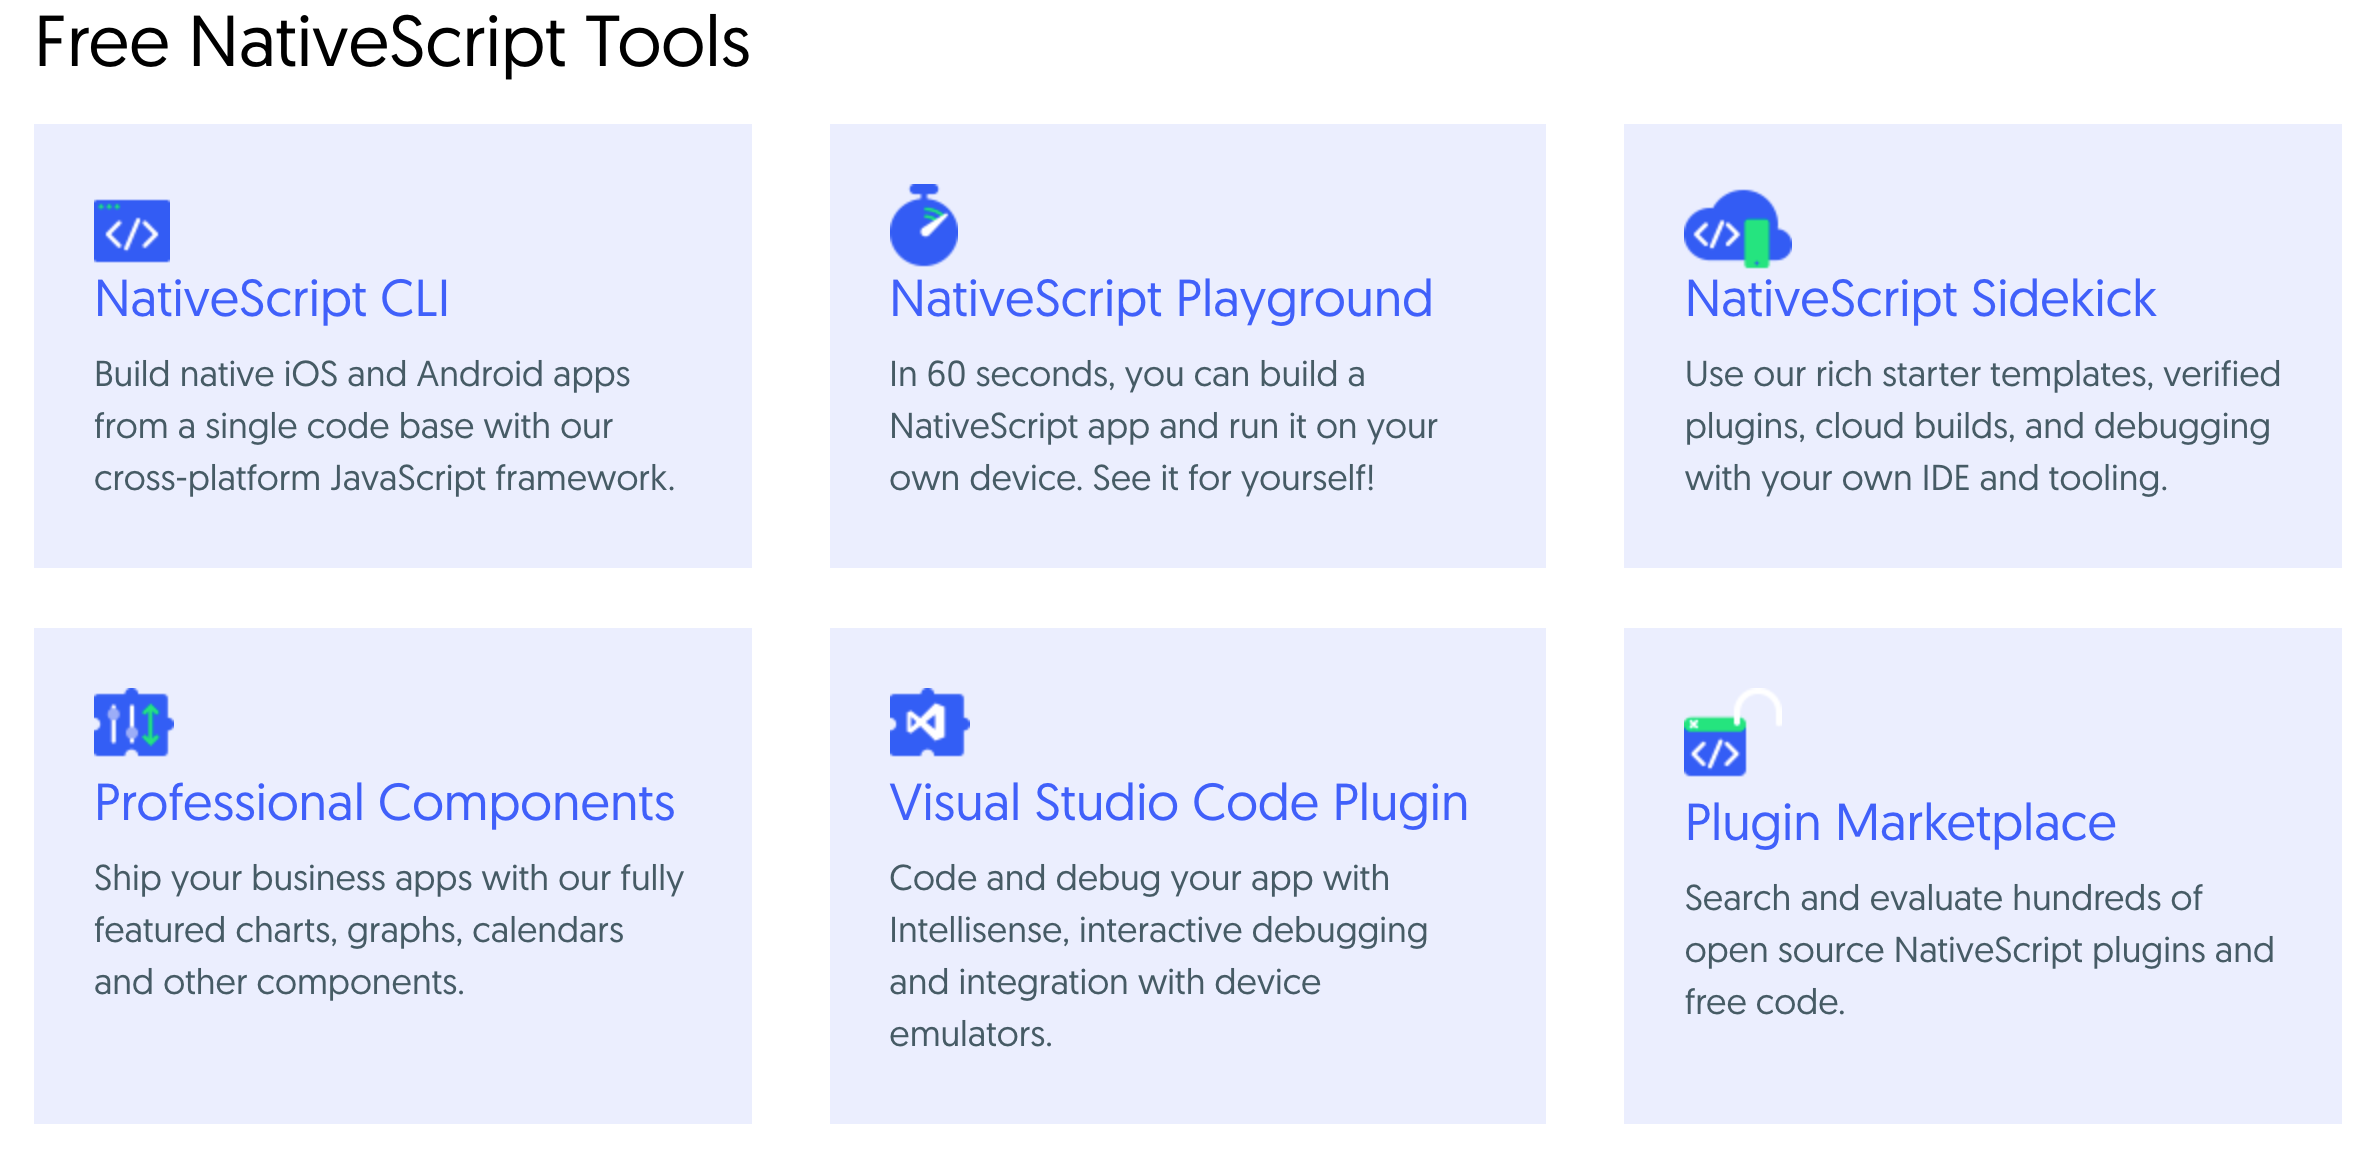 Free NativeScript Tools
NativeScript CLI
Build native iOS and Android apps
from a single code base with our
cross-platform JavaScript framework.
NativeScript Playground
In 60 seconds, you can build a
NativeScript app and run it on your
own device. See it for yourself!
NativeScript Sidekick
Use our rich starter templates, verified
plugins, cloud builds, and debugging
with your own IDE and tooling.
Professional Components
Ship your business apps with our fully
featured charts, graphs, calendars
and other components.
Visual Studio Code Plugin
Code and debug your app with
Intellisense, interactive debugging
and integration with device
emulators.
Plugin Marketplace
Search and evaluate hundreds of
open source NativeScript plugins and
free code.